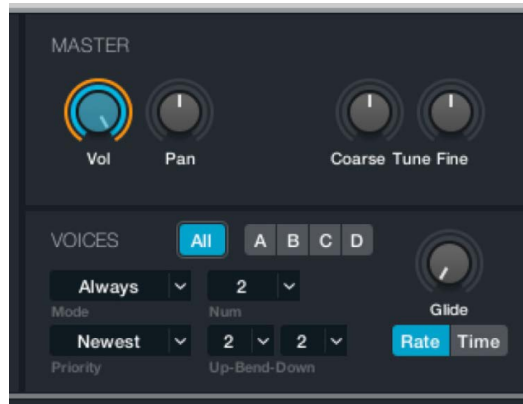 MASTER
Vol Pan Coarse Tune Fine
VOICES All A B C D
Always 2
Mode Num Glide
Newest 2 2 Rate Time
Priority Up-Bend-Down